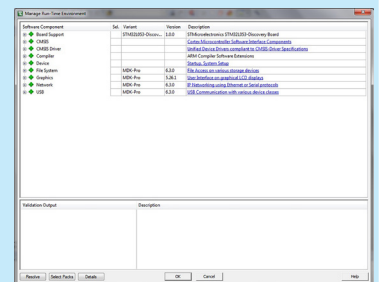 Manage Run-Time Environment
Software Component Sel. Variant Version Description
Board Support STM32L053-Discov... 1.0.0 STMicroelectronics STM32L053-Discovery Board
CMSIS Cortex Microcontroller Software Interface Components
CMSIS Driver Unified Device Drivers compliant to CMSIS-Driver Specifications
Compiler ARM Compiler Software Extensions
Device Startup, System Setup
File System MDK-Pro 6.3.0 File Access on various storage devices
Graphics MDK-Pro 5.26.1 User Interface on graphical LCD displays
Network MDK-Pro 6.3.0 IP Networking using Ethernet or Serial protocols
USB MDK-Pro 6.3.0 USB Communication with various device classes
Validation Output Description
Resolve Select Packs Details OK Cancel Help